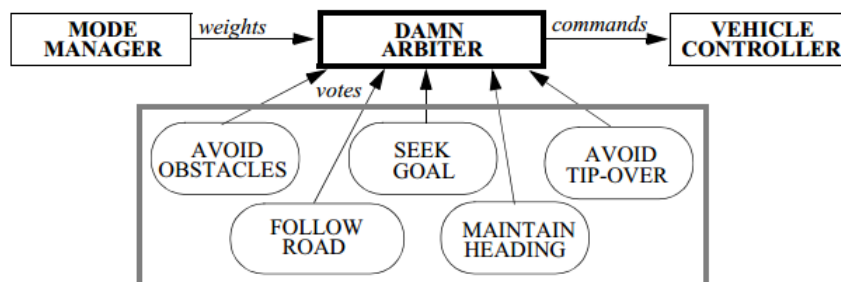 MODE
MANAGER
weights
DAMN
ARBITER
commands
VEHICLE
CONTROLLER
votes
AVOID
OBSTACLES
SEEK
GOAL
AVOID
TIP-OVER
FOLLOW
ROAD
MAINTAIN
HEADING